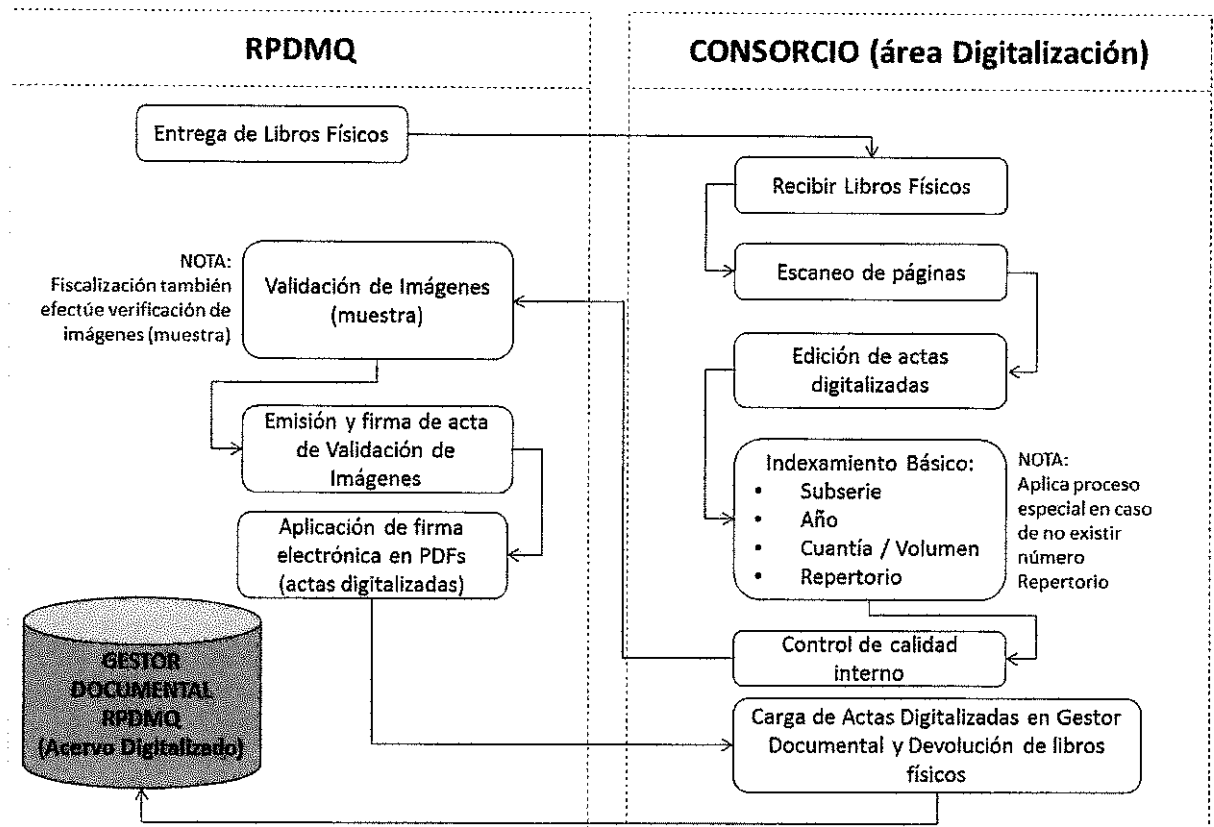 RPDMQ
CONSORCIO (área Digitalización)
Entrega de Libros Físicos
Recibir Libros Físicos
Escaneo de páginas
NOTA:
Fiscalización también
efectúe verificación de
imágenes (muestra)
Validación de Imágenes
(muestra)
Edición de actas
digitalizadas
Emisión y firma de acta
de Validación de
Imágenes
Indexamiento Básico:
• Subserie
• Año
• Cuantía / Volumen
• Repertorio
NOTA:
Aplica proceso
especial en caso
de no existir
número
Repertorio
Aplicación de firma
electrónica en PDFs
(actas digitalizadas)
Control de calidad
interno
GESTOR
DOCUMENTAL
RPDMQ
(Acervo Digitalizado)
Carga de Actas Digitalizadas en Gestor
Documental y Devolución de libros
físicos